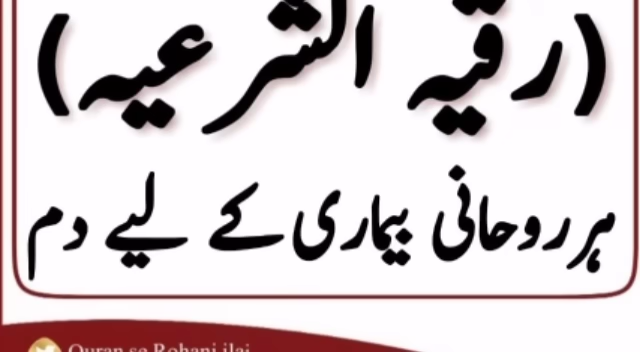 (رقیہ الشرعیہ)
ہر روحانی بیماری کے لیے دم
Quran se Rohani ilaj